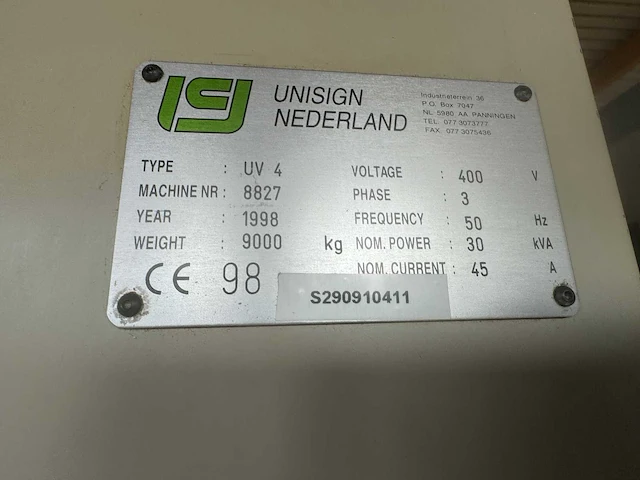 UNISIGN
NEDERLAND
Industrieterrein 36
P.O. Box 7047
NL 5980 AA PANNINGEN
TEL. 077 3073777
FAX. 077 3075436
TYPE : UV 4
MACHINE NR : 8827
YEAR : 1998
WEIGHT : 9000 kg
VOLTAGE : 400 V
PHASE : 3
FREQUENCY : 50 Hz
NOM. POWER : 30 kVA
NOM. CURRENT : 45 A
CE 98
S290910411